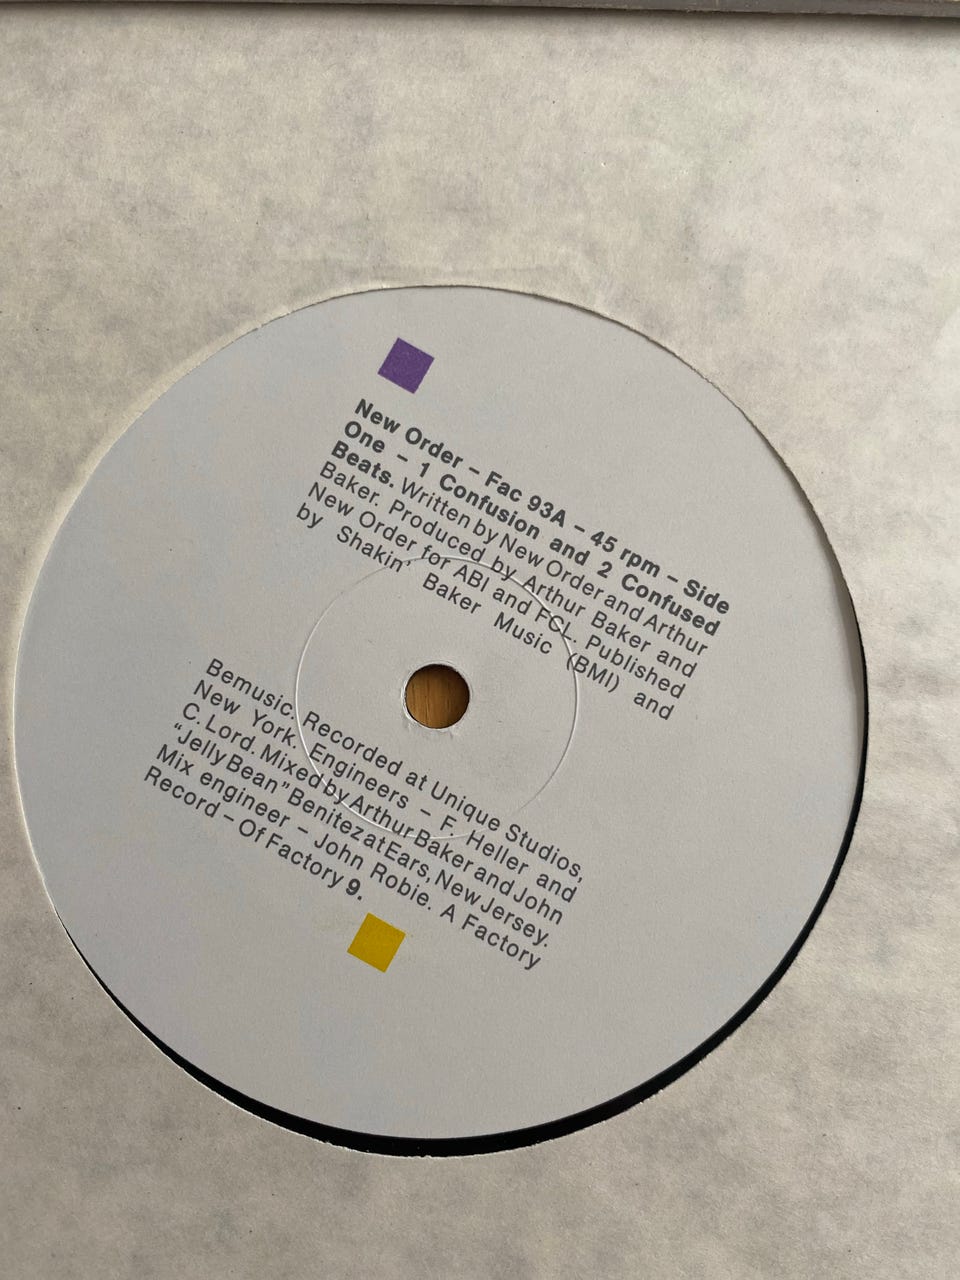 New Order – Fac 93A – 45 rpm – Side
One – 1 Confusion and 2 Confused
Beats. Written by New Order and Arthur
Baker. Produced by Arthur Baker and
New Order for ABI and FCL. Published
by Shakin' Baker Music (BMI) and
Bemusic. Recorded at Unique Studios,
New York. Engineers – F. Heller and
C. Lord. Mixed by Arthur Baker and John
“Jelly Bean” Benitez at Ears, New Jersey.
Mix engineer – John Robie. A Factory
Record – Of Factory 9.